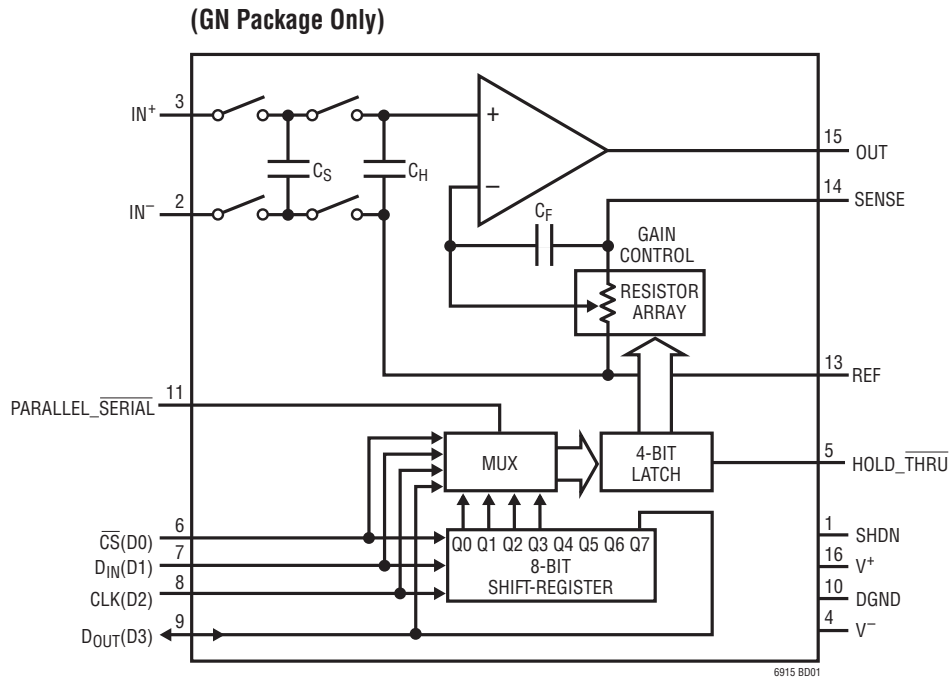 (GN Package Only)
IN+
3
IN–
2
CS
CH
+
–
CF
GAIN
CONTROL
RESISTOR
ARRAY
15
OUT
14
SENSE
13
REF
11
PARALLEL_SERIAL
MUX
4-BIT
LATCH
5
HOLD_THRU
6
CS(D0)
7
DIN(D1)
8
CLK(D2)
9
DOUT(D3)
Q0 Q1 Q2 Q3 Q4 Q5 Q6 Q7
8-BIT
SHIFT-REGISTER
1
SHDN
16
V+
10
DGND
4
V–
6915 BD01